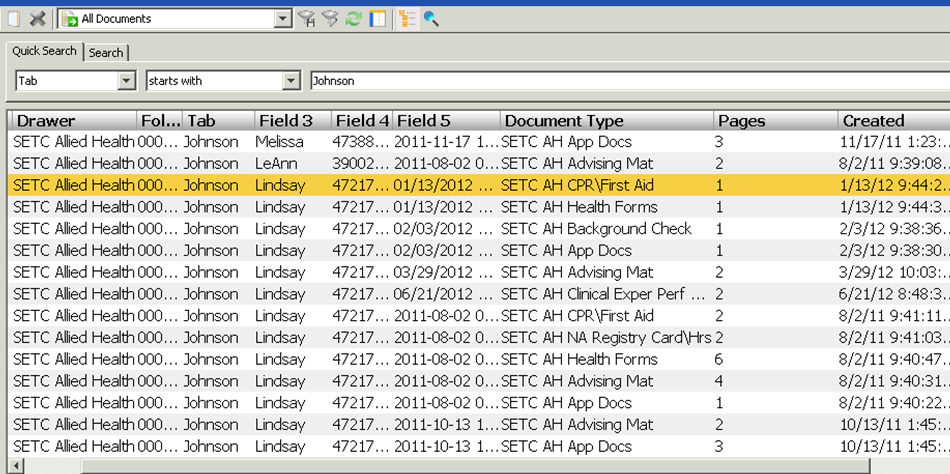 All Documents
Quick Search Search
Tab starts with Johnson
Drawer Fol... Tab Field 3 Field 4 Field 5 Document Type Pages Created
SETC Allied Health 000... Johnson Melissa 47388... 2011-11-17 1... SETC AH App Docs 3 11/17/11 1:23:...
SETC Allied Health 000... Johnson LeAnn 39002... 2011-08-02 0... SETC AH Advising Mat 2 8/2/11 9:39:08...
SETC Allied Health 000... Johnson Lindsay 47217... 01/13/2012 ... SETC AH CPR\First Aid 1 1/13/12 9:44:2...
SETC Allied Health 000... Johnson Lindsay 47217... 01/13/2012 ... SETC AH Health Forms 1 1/13/12 9:44:3...
SETC Allied Health 000... Johnson Lindsay 47217... 02/03/2012 ... SETC AH Background Check 1 2/3/12 9:38:36...
SETC Allied Health 000... Johnson Lindsay 47217... 02/03/2012 ... SETC AH App Docs 1 2/3/12 9:38:30...
SETC Allied Health 000... Johnson Lindsay 47217... 03/29/2012 ... SETC AH Advising Mat 2 3/29/12 10:03:...
SETC Allied Health 000... Johnson Lindsay 47217... 06/21/2012 ... SETC AH Clinical Exper Perf ... 2 6/21/12 8:48:3...
SETC Allied Health 000... Johnson Lindsay 47217... 2011-08-02 0... SETC AH CPR\First Aid 2 8/2/11 9:41:11...
SETC Allied Health 000... Johnson Lindsay 47217... 2011-08-02 0... SETC AH NA Registry Card\Hrs 2 8/2/11 9:41:03...
SETC Allied Health 000... Johnson Lindsay 47217... 2011-08-02 0... SETC AH Health Forms 6 8/2/11 9:40:47...
SETC Allied Health 000... Johnson Lindsay 47217... 2011-08-02 0... SETC AH Advising Mat 4 8/2/11 9:40:31...
SETC Allied Health 000... Johnson Lindsay 47217... 2011-08-02 0... SETC AH App Docs 1 8/2/11 9:40:22...
SETC Allied Health 000... Johnson Lindsay 47217... 2011-10-13 1... SETC AH Advising Mat 2 10/13/11 1:45:...
SETC Allied Health 000... Johnson Lindsay 47217... 2011-10-13 1... SETC AH App Docs 3 10/13/11 1:45:...